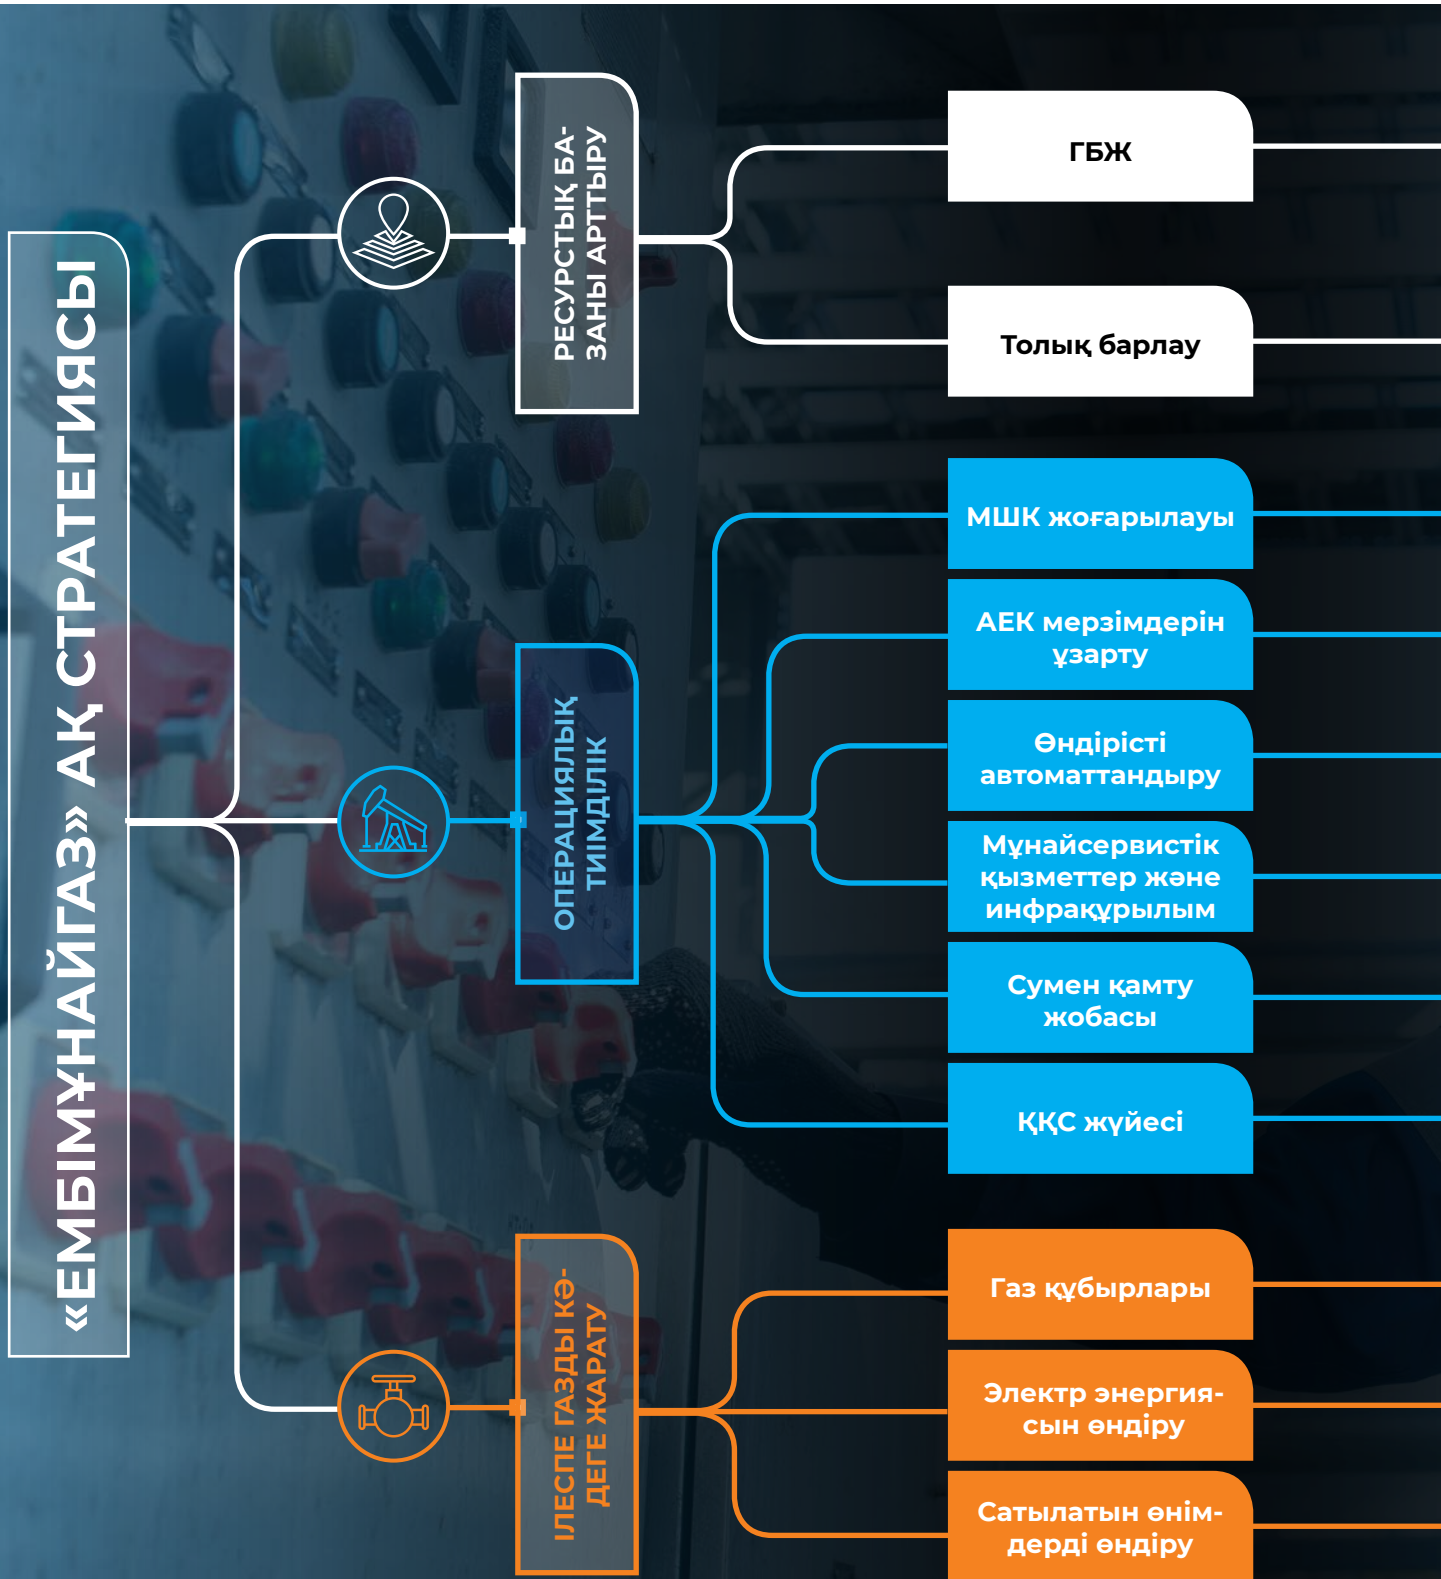 «ЕМБІМҰНАЙГАЗ» АҚ СТРАТЕГИЯСЫ
РЕСУРСТЫҚ БА-
ЗАНЫ АРТТЫРУ
ГБЖ
Толық барлау
ОПЕРАЦИЯЛЫҚ
ТИІМДІЛІК
МШК жоғарылауы
АЕК мерзімдерін
ұзарту
Өндірісті
автоматтандыру
Мұнайсервистік
қызметтер және
инфрақұрылым
Сумен қамту
жобасы
ҚҚС жүйесі
ІЛЕСПЕ ГАЗДЫ КӘ-
ДЕГЕ ЖАРАТУ
Газ құбырлары
Электр энергия-
сын өндіру
Сатылатын өнім-
дерді өндіру